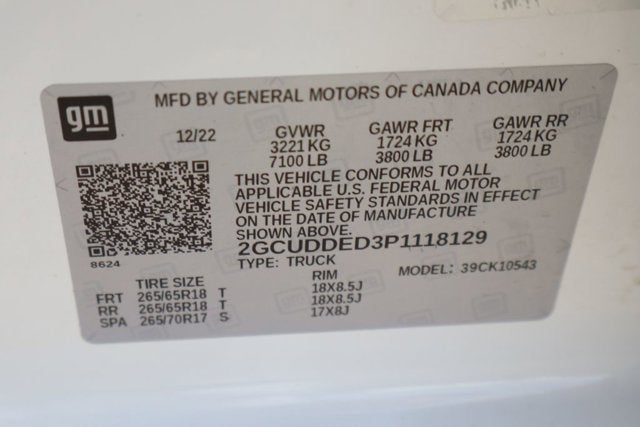 gm
MFD BY GENERAL MOTORS OF CANADA COMPANY
12/22 GVWR GAWR FRT GAWR RR
3221 KG 1724 KG 1724 KG
7100 LB 3800 LB 3800 LB
THIS VEHICLE CONFORMS TO ALL
APPLICABLE U.S. FEDERAL MOTOR
VEHICLE SAFETY STANDARDS IN EFFECT
ON THE DATE OF MANUFACTURE
SHOWN ABOVE.
8624
2GCUDDED3P1118129
TYPE: TRUCK MODEL: 39CK10543
TIRE SIZE RIM
FRT 265/65R18 T 18X8.5J
RR 265/65R18 T 18X8.5J
SPA 265/70R17 S 17X8J